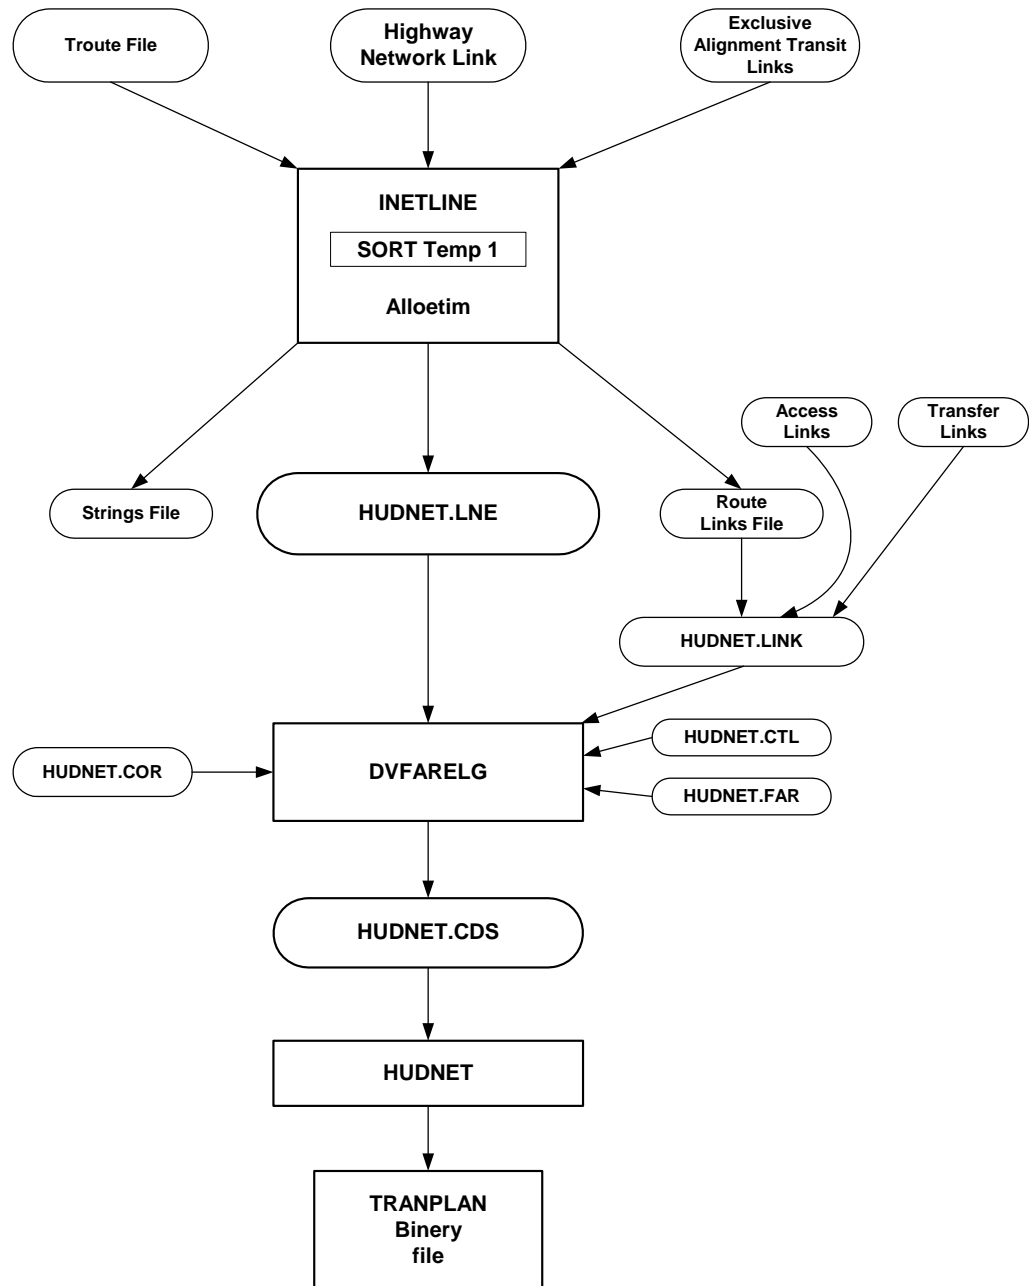 Troute File
Highway
Network Link
Exclusive
Alignment Transit
Links
INETLINE
SORT Temp 1
Alloetim
Access
Links
Transfer
Links
Strings File
HUDNET.LNE
Route
Links File
HUDNET.LINK
HUDNET.COR
DVFARELG
HUDNET.CTL
HUDNET.FAR
HUDNET.CDS
HUDNET
TRANPLAN
Binery
file